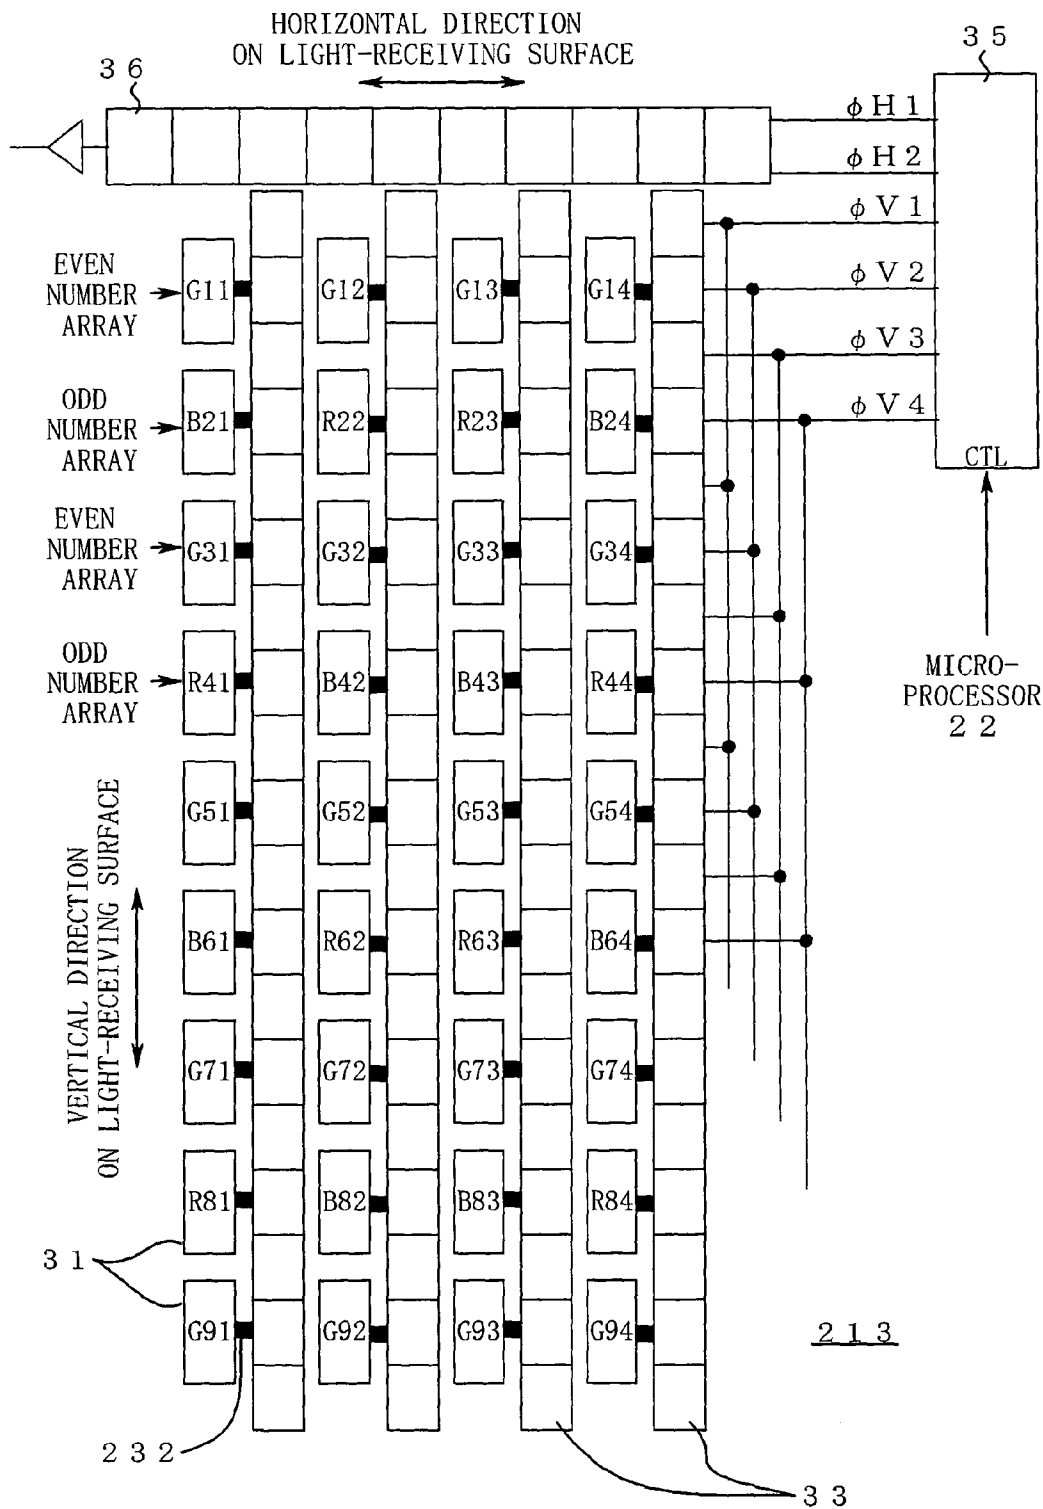 HORIZONTAL DIRECTION
ON LIGHT-RECEIVING SURFACE
36
35
φH1
φH2
φV1
φV2
φV3
φV4
CTL
MICRO-
PROCESSOR
22
EVEN
NUMBER
ARRAY
G11 G12 G13 G14
ODD
NUMBER
ARRAY
B21 R22 R23 B24
EVEN
NUMBER
ARRAY
G31 G32 G33 G34
ODD
NUMBER
ARRAY
R41 B42 B43 R44
G51 G52 G53 G54
B61 R62 R63 B64
G71 G72 G73 G74
R81 B82 B83 R84
G91 G92 G93 G94
VERTICAL DIRECTION
ON LIGHT-RECEIVING SURFACE
31
213
232
33